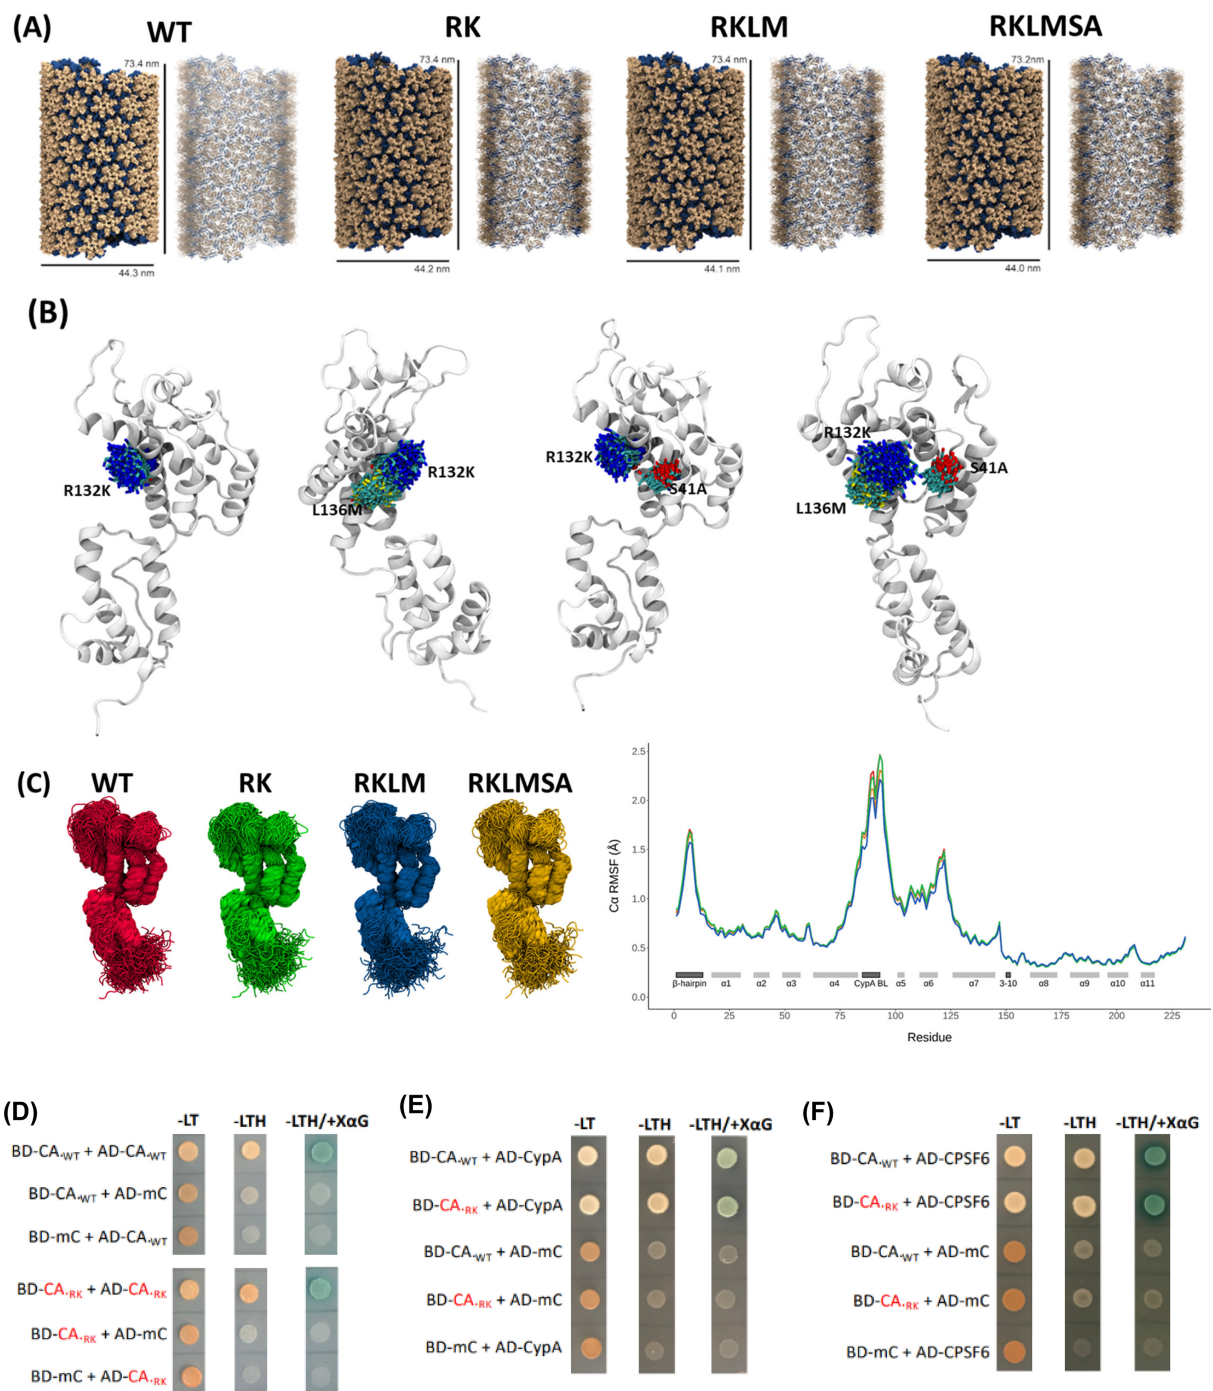 (A) WT RK RKLM RKLMSA
73.4 nm 73.4 nm 73.4 nm 73.2nm
44.3 nm 44.2 nm 44.1 nm 44.0 nm
(B)
R132K
R132K
L136M
R132K
S41A
R132K
S41A
L136M
(C) WT RK RKLM RKLMSA
Cα RMSF (Å)
2.5
2.0
1.5
1.0
0.5
0.0
β-hairpin α1 α2 α3 α4 CypA BL α5 α6 α7 3-10 α8 α9 α10 α11
0 25 50 75 100 125 150 175 200 225
Residue
(D)
-LT -LTH -LTH/+XαG
BD-CA.WT + AD-CA.WT
BD-CA.WT + AD-mC
BD-mC + AD-CA.WT
BD-CA.RK + AD-CA.RK
BD-CA.RK + AD-mC
BD-mC + AD-CA.RK
(E)
-LT -LTH -LTH/+XαG
BD-CA.WT + AD-CypA
BD-CA.RK + AD-CypA
BD-CA.WT + AD-mC
BD-CA.RK + AD-mC
BD-mC + AD-CypA
(F)
-LT -LTH -LTH/+XαG
BD-CA.WT + AD-CPSF6
BD-CA.RK + AD-CPSF6
BD-CA.WT + AD-mC
BD-CA.RK + AD-mC
BD-mC + AD-CPSF6